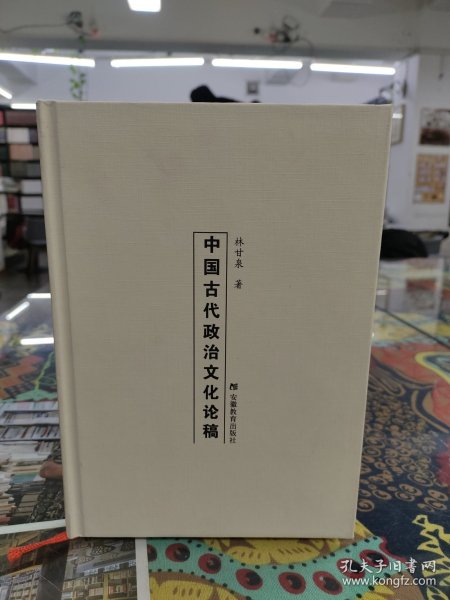 中国古代政治文化论稿
林甘泉 著
安徽教育出版社
孔夫子旧书网
www.kongfz.com